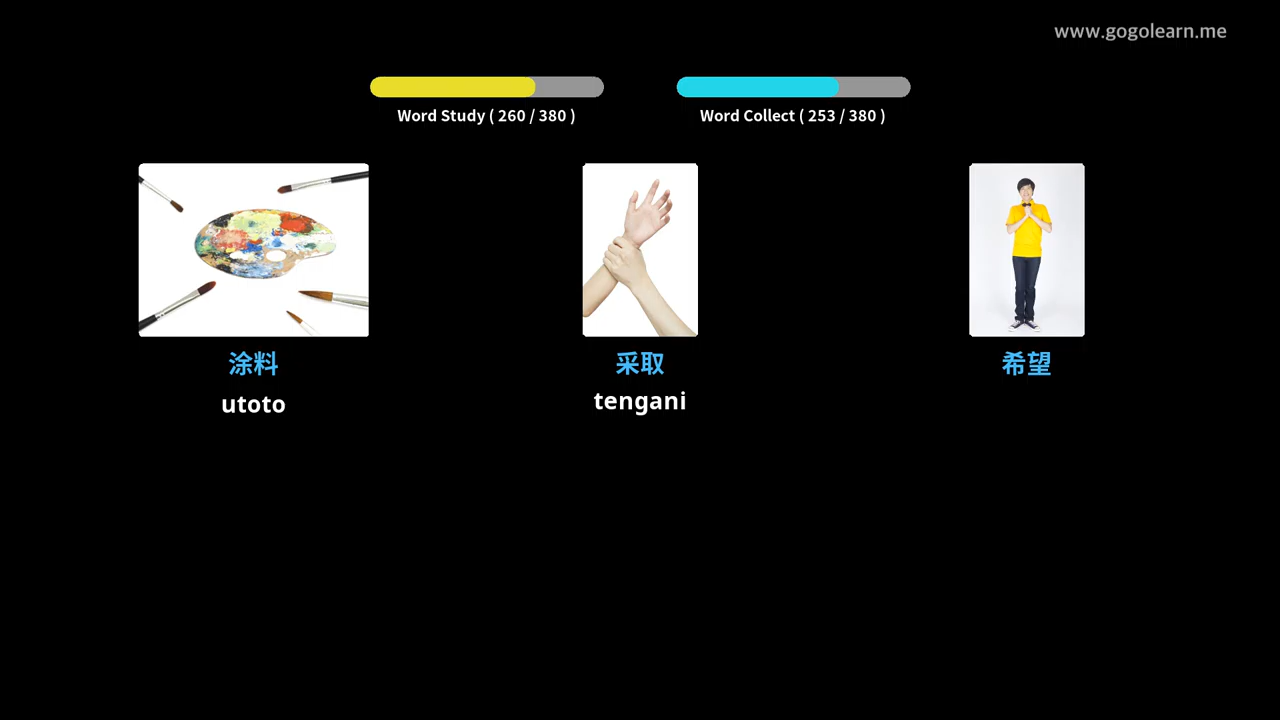 www.gogolearn.me
Word Study ( 260 / 380 )
Word Collect ( 253 / 380 )
涂料
采取
希望
utoto
tengani